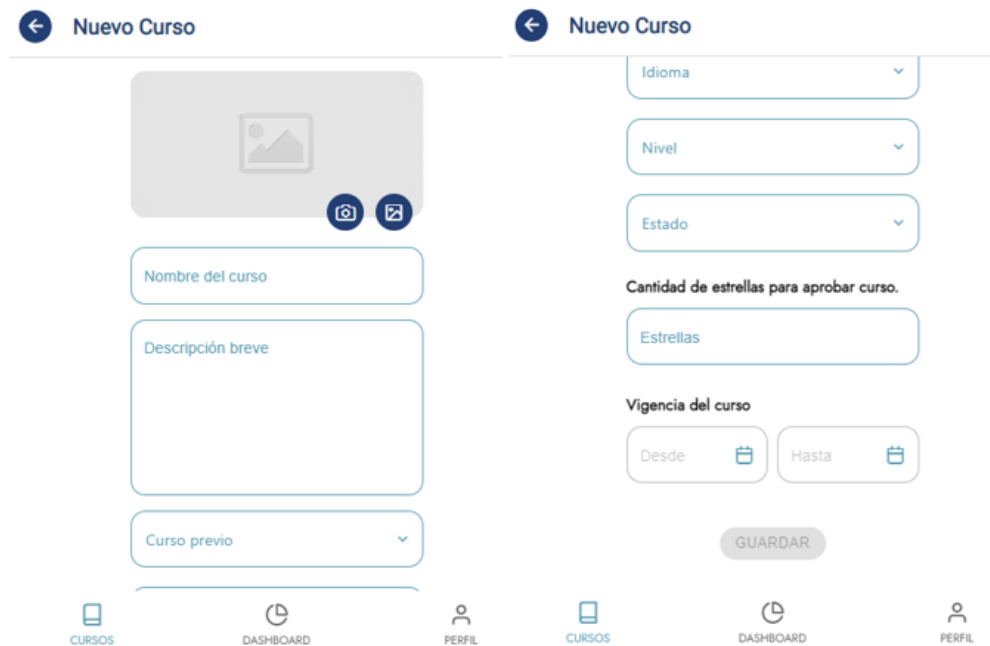 Nuevo Curso
Nombre del curso
Descripción breve
Curso previo
CURSOS
DASHBOARD
PERFIL
Nuevo Curso
Idioma
Nivel
Estado
Cantidad de estrellas para aprobar curso.
Estrellas
Vigencia del curso
Desde
Hasta
GUARDAR
CURSOS
DASHBOARD
PERFIL